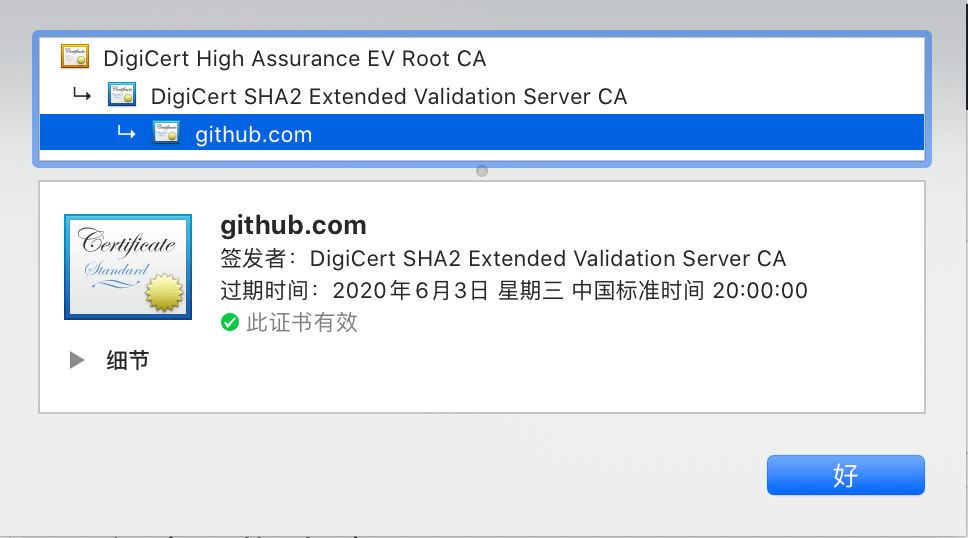 DigiCert High Assurance EV Root CA
DigiCert SHA2 Extended Validation Server CA
github.com
Certificate
Standard
github.com
签发者：DigiCert SHA2 Extended Validation Server CA
过期时间：2020年6月3日 星期三 中国标准时间 20:00:00
此证书有效
细节
好